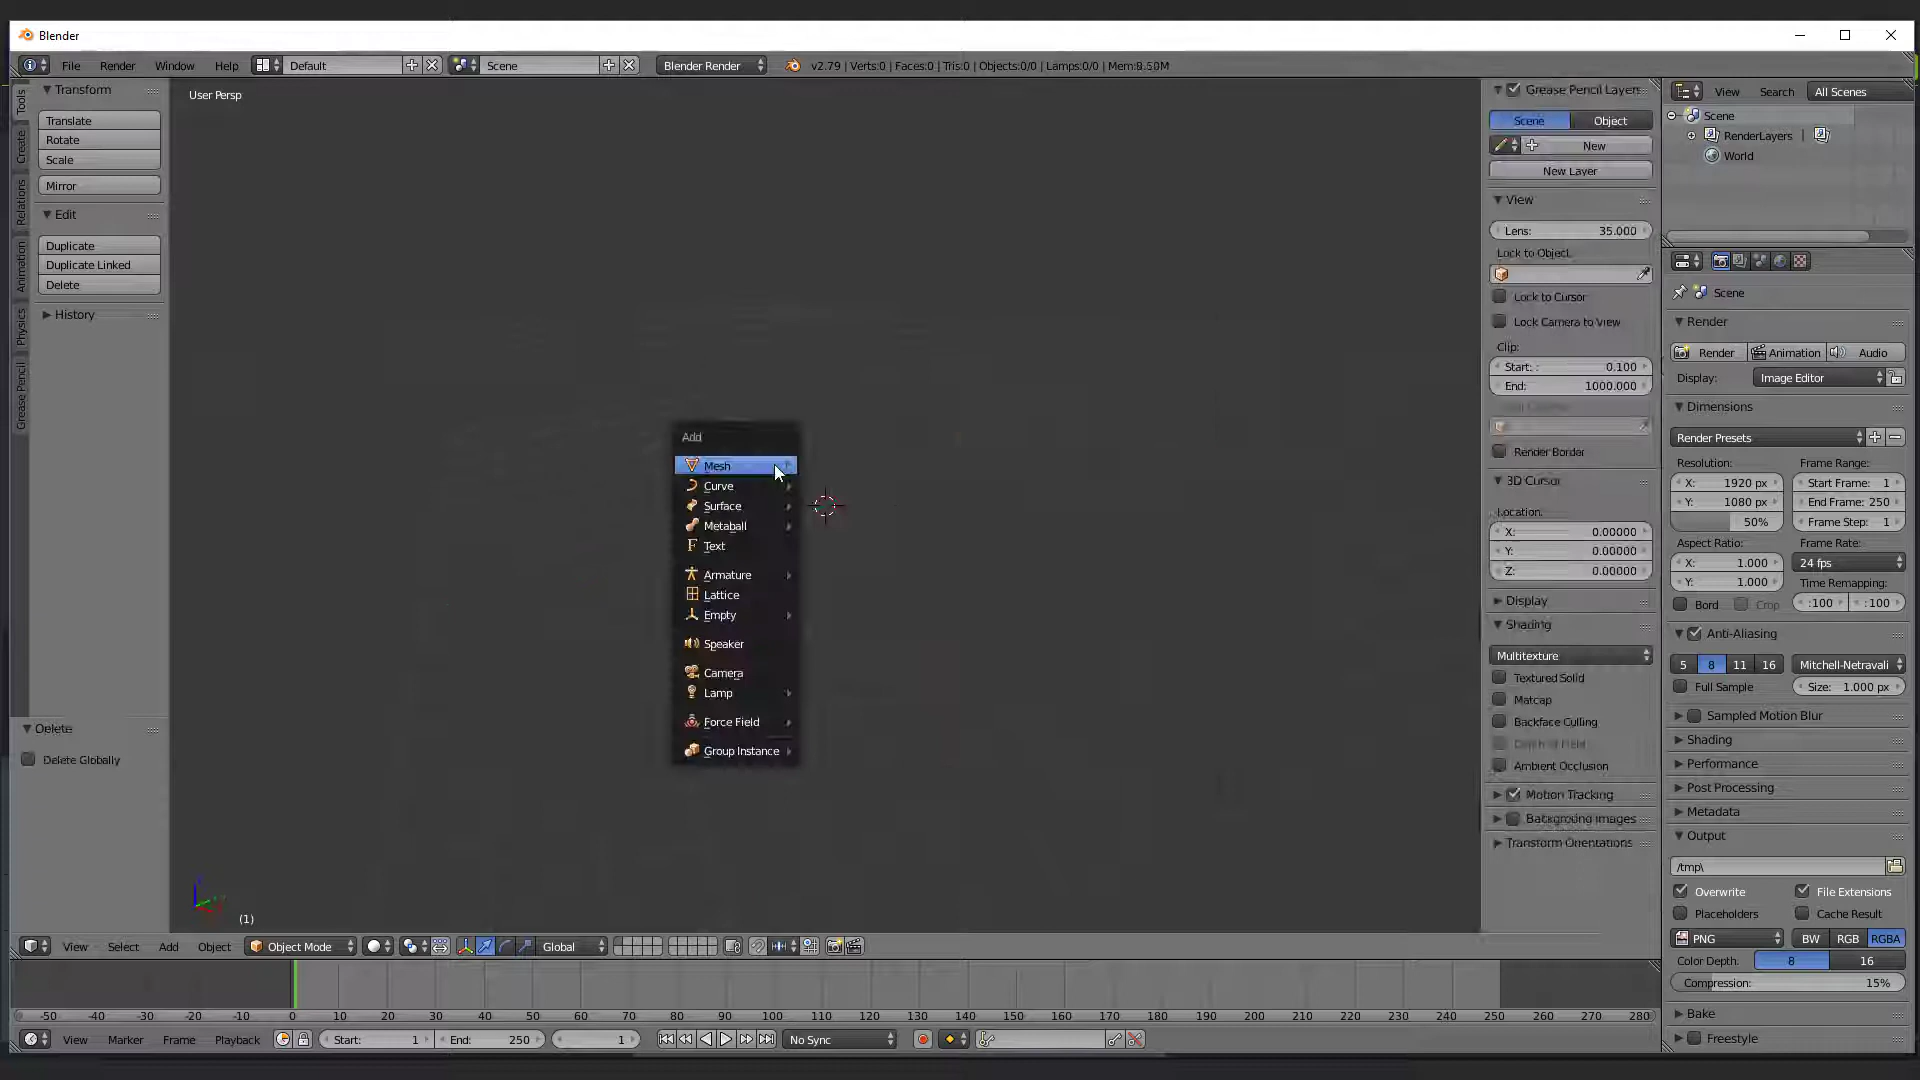 Blender
File Render Window Help Default Scene Blender Render v2.79 | Verts:0 | Faces:0 | Tris:0 | Objects:0/0 | Lamps:0/0 | Mem:8.50M
Tools
Create
Relations
Animation
Physics
Grease Pencil
Transform
Translate
Rotate
Scale
Mirror
Edit
Duplicate
Duplicate Linked
Delete
History
Delete
Delete Globally
User Persp
Add
Mesh
Curve
Surface
Metaball
Text
Armature
Lattice
Empty
Speaker
Camera
Lamp
Force Field
Group Instance
(1)
Grease Pencil Layers
Scene Object
New
New Layer
View
Lens: 35.000
Lock to Object:
Lock to Cursor
Lock Camera to View
Clip:
Start: 0.100
End: 1000.000
Render Border
3D Cursor
Location:
X: 0.00000
Y: 0.00000
Z: 0.00000
Display
Shading
Multitexture
Textured Solid
Matcap
Backface Culling
Depth of Field
Ambient Occlusion
Motion Tracking
Background Images
Transform Orientations
View Search All Scenes
Scene
RenderLayers |
World
Scene
Render
Render Animation Audio
Display: Image Editor
Dimensions
Render Presets
Resolution: Frame Range:
X: 1920 px Start Frame: 1
Y: 1080 px End Frame: 250
50% Frame Step: 1
Aspect Ratio: Frame Rate:
X: 1.000 24 fps
Y: 1.000 Time Remapping:
Bord Crop :100 :100
Anti-Aliasing
5 8 11 16 Mitchell-Netravali
Full Sample Size: 1.000 px
Sampled Motion Blur
Shading
Performance
Post Processing
Metadata
Output
/tmp\
Overwrite File Extensions
Placeholders Cache Result
PNG BW RGB RGBA
Color Depth: 8 16
Compression: 15%
Bake
Freestyle
View Select Add Object Object Mode Global
-50 -40 -30 -20 -10 0 10 20 30 40 50 60 70 80 90 100 110 120 130 140 150 160 170 180 190 200 210 220 230 240 250 260 270 280
View Marker Frame Playback Start: 1 End: 250 1 No Sync